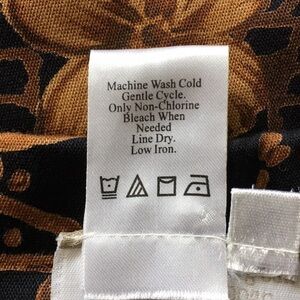 Machine Wash Cold
Gentle Cycle.
Only Non-Chlorine
Bleach When
Needed
Line Dry.
Low Iron.